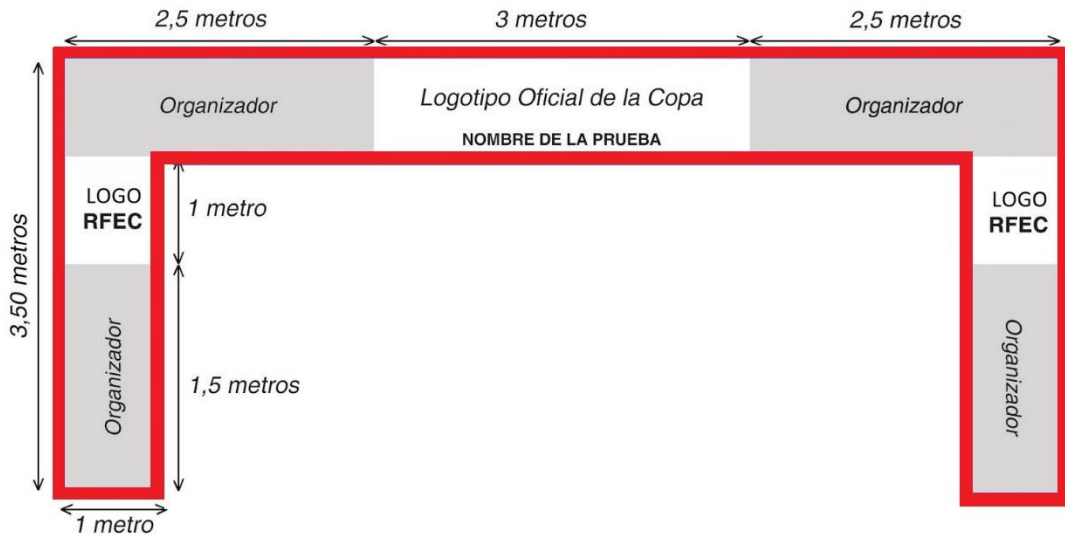 2,5 metros
3 metros
2,5 metros
Organizador
Logotipo Oficial de la Copa
NOMBRE DE LA PRUEBA
Organizador
3,50 metros
LOGO
RFEC
1 metro
LOGO
RFEC
Organizador
1,5 metros
Organizador
1 metro